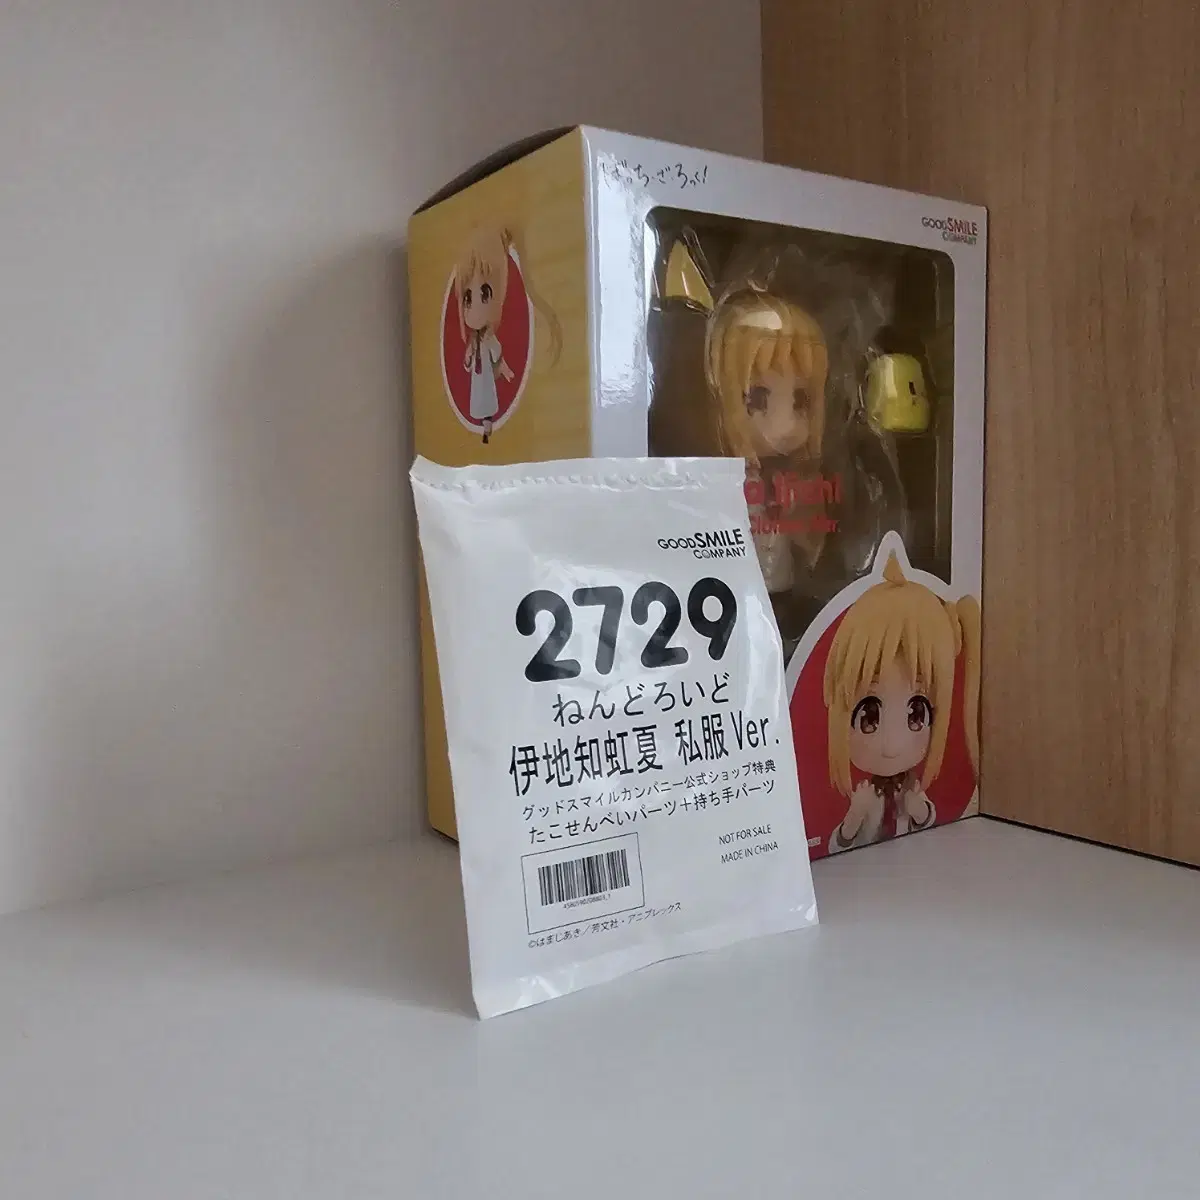 ぼっち・ざ・ろっく!
GOOD SMILE
COMPANY
a Ijichi
Clothes Ver.
GOOD SMILE
COMPANY
2729
ねんどろいど
伊地知虹夏 私服Ver.
グッドスマイルカンパニー公式ショップ特典
たこせんべいパーツ+持ち手パーツ
NOT FOR SALE
MADE IN CHINA
©はまじあき/芳文社・アニプレックス